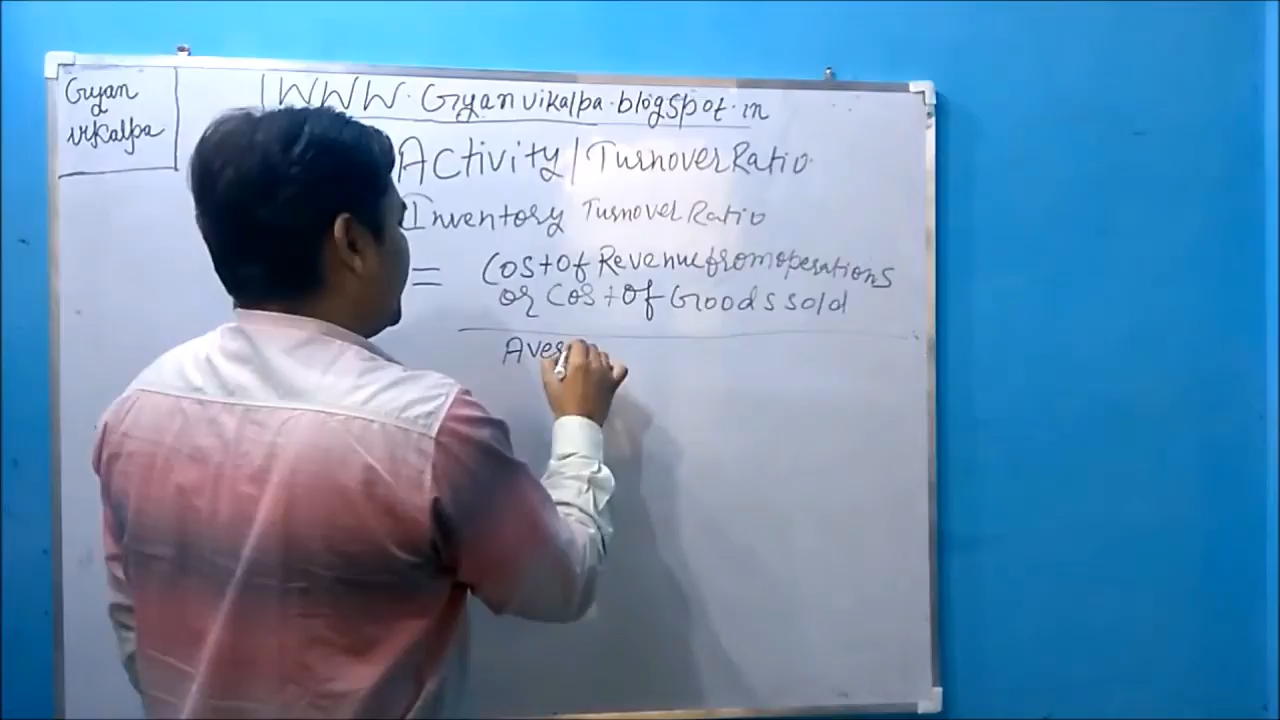 Gyan
vikalpa
WWW.Gyanvikalpa.blogspot.in
Activity/Turnover Ratio
Inventory Turnover Ratio
= Cost of Revenue from operations
or Cost of Goods sold
Aver